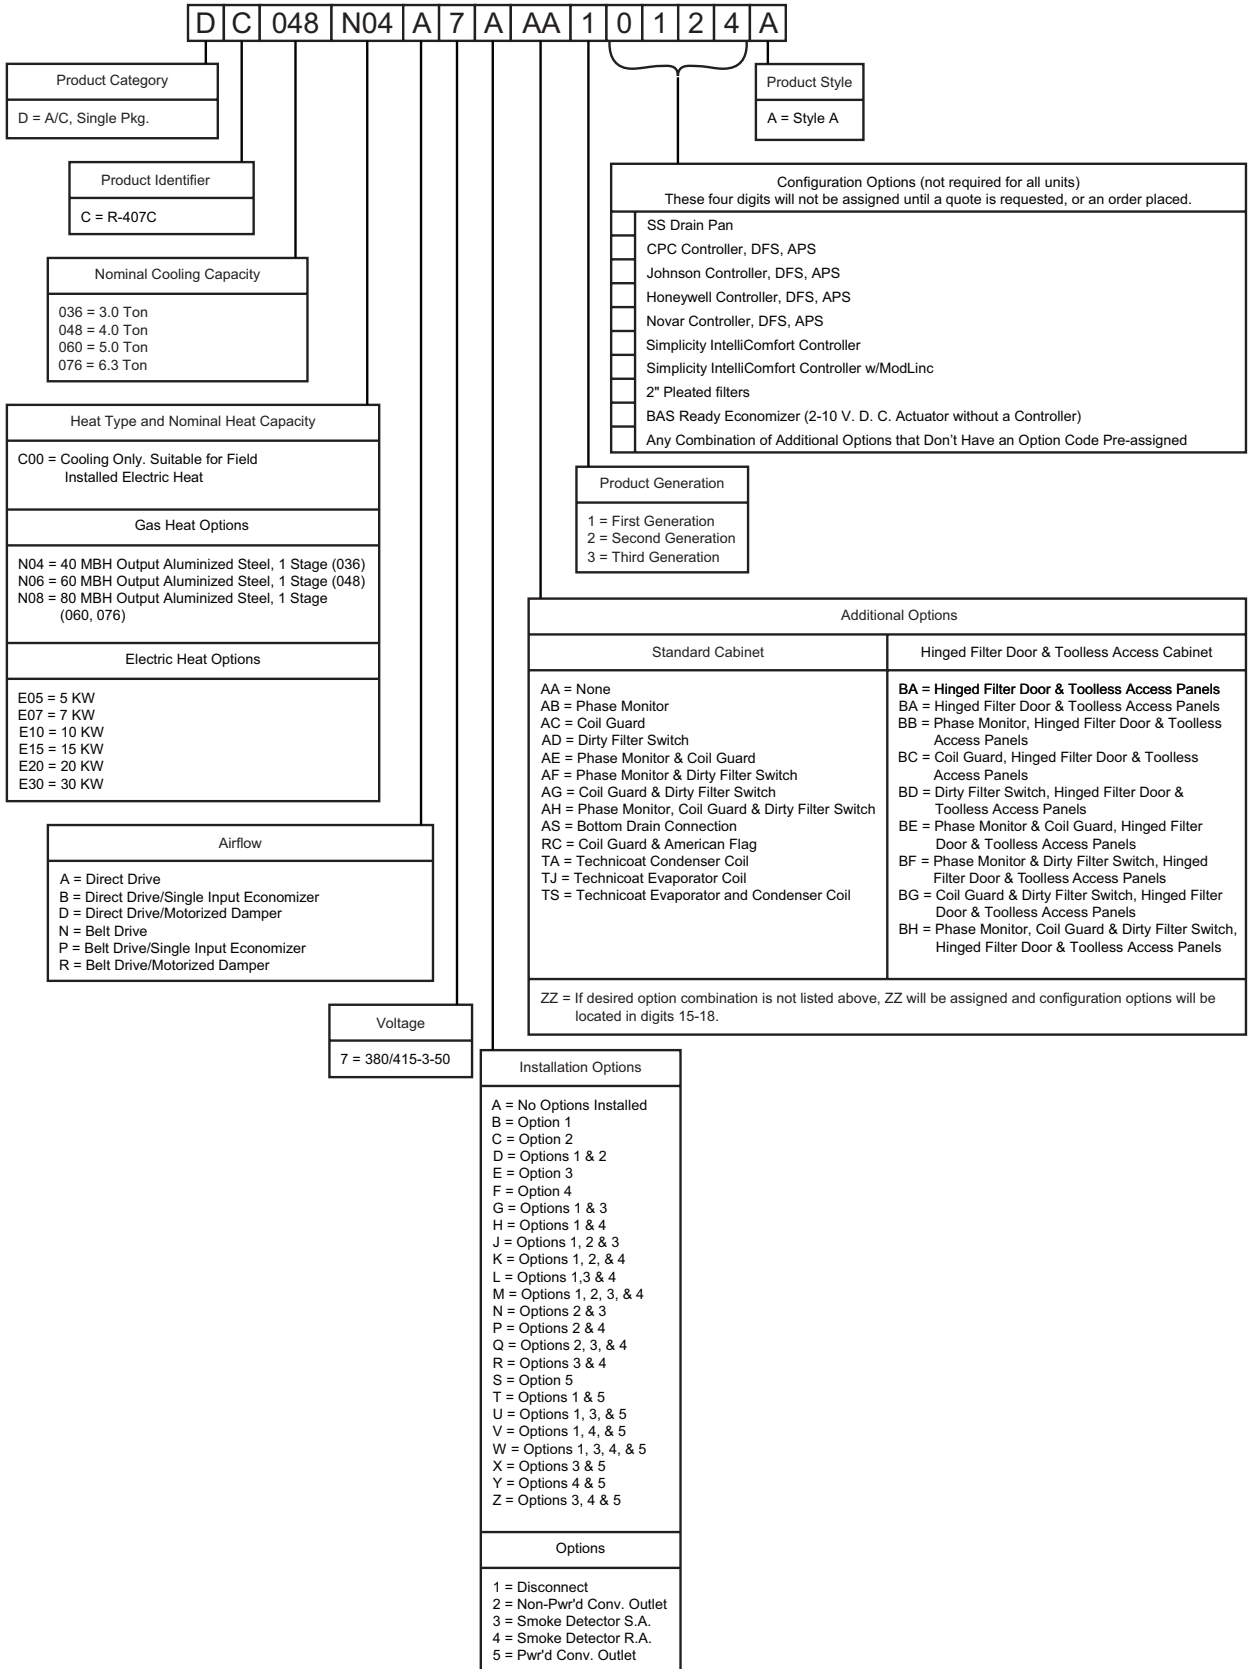 D C 048 N04 A 7 A AA 1 0 1 2 4 A
Product Category
D = A/C, Single Pkg.
Product Style
A = Style A
Product Identifier
C = R-407C
Configuration Options (not required for all units)
These four digits will not be assigned until a quote is requested, or an order placed.
SS Drain Pan
CPC Controller, DFS, APS
Johnson Controller, DFS, APS
Honeywell Controller, DFS, APS
Novar Controller, DFS, APS
Simplicity IntelliComfort Controller
Simplicity IntelliComfort Controller w/ModLinc
2" Pleated filters
BAS Ready Economizer (2-10 V. D. C. Actuator without a Controller)
Any Combination of Additional Options that Don't Have an Option Code Pre-assigned
Nominal Cooling Capacity
036 = 3.0 Ton
048 = 4.0 Ton
060 = 5.0 Ton
076 = 6.3 Ton
Heat Type and Nominal Heat Capacity
C00 = Cooling Only. Suitable for Field
Installed Electric Heat
Gas Heat Options
N04 = 40 MBH Output Aluminized Steel, 1 Stage (036)
N06 = 60 MBH Output Aluminized Steel, 1 Stage (048)
N08 = 80 MBH Output Aluminized Steel, 1 Stage
(060, 076)
Electric Heat Options
E05 = 5 KW
E07 = 7 KW
E10 = 10 KW
E15 = 15 KW
E20 = 20 KW
E30 = 30 KW
Product Generation
1 = First Generation
2 = Second Generation
3 = Third Generation
Additional Options
Standard Cabinet
AA = None
AB = Phase Monitor
AC = Coil Guard
AD = Dirty Filter Switch
AE = Phase Monitor & Coil Guard
AF = Phase Monitor & Dirty Filter Switch
AG = Coil Guard & Dirty Filter Switch
AH = Phase Monitor, Coil Guard & Dirty Filter Switch
AS = Bottom Drain Connection
RC = Coil Guard & American Flag
TA = Technicoat Condenser Coil
TJ = Technicoat Evaporator Coil
TS = Technicoat Evaporator and Condenser Coil
Hinged Filter Door & Toolless Access Cabinet
BA = Hinged Filter Door & Toolless Access Panels
BA = Hinged Filter Door & Toolless Access Panels
BB = Phase Monitor, Hinged Filter Door & Toolless
Access Panels
BC = Coil Guard, Hinged Filter Door & Toolless
Access Panels
BD = Dirty Filter Switch, Hinged Filter Door &
Toolless Access Panels
BE = Phase Monitor & Coil Guard, Hinged Filter
Door & Toolless Access Panels
BF = Phase Monitor & Dirty Filter Switch, Hinged
Filter Door & Toolless Access Panels
BG = Coil Guard & Dirty Filter Switch, Hinged Filter
Door & Toolless Access Panels
BH = Phase Monitor, Coil Guard & Dirty Filter Switch,
Hinged Filter Door & Toolless Access Panels
ZZ = If desired option combination is not listed above, ZZ will be assigned and configuration options will be
located in digits 15-18.
Airflow
A = Direct Drive
B = Direct Drive/Single Input Economizer
D = Direct Drive/Motorized Damper
N = Belt Drive
P = Belt Drive/Single Input Economizer
R = Belt Drive/Motorized Damper
Voltage
7 = 380/415-3-50
Installation Options
A = No Options Installed
B = Option 1
C = Option 2
D = Options 1 & 2
E = Option 3
F = Option 4
G = Options 1 & 3
H = Options 1 & 4
J = Options 1, 2 & 3
K = Options 1, 2, & 4
L = Options 1,3 & 4
M = Options 1, 2, 3, & 4
N = Options 2 & 3
P = Options 2 & 4
Q = Options 2, 3, & 4
R = Options 3 & 4
S = Option 5
T = Options 1 & 5
U = Options 1, 3, & 5
V = Options 1, 4, & 5
W = Options 1, 3, 4, & 5
X = Options 3 & 5
Y = Options 4 & 5
Z = Options 3, 4 & 5
Options
1 = Disconnect
2 = Non-Pwr'd Conv. Outlet
3 = Smoke Detector S.A.
4 = Smoke Detector R.A.
5 = Pwr'd Conv. Outlet